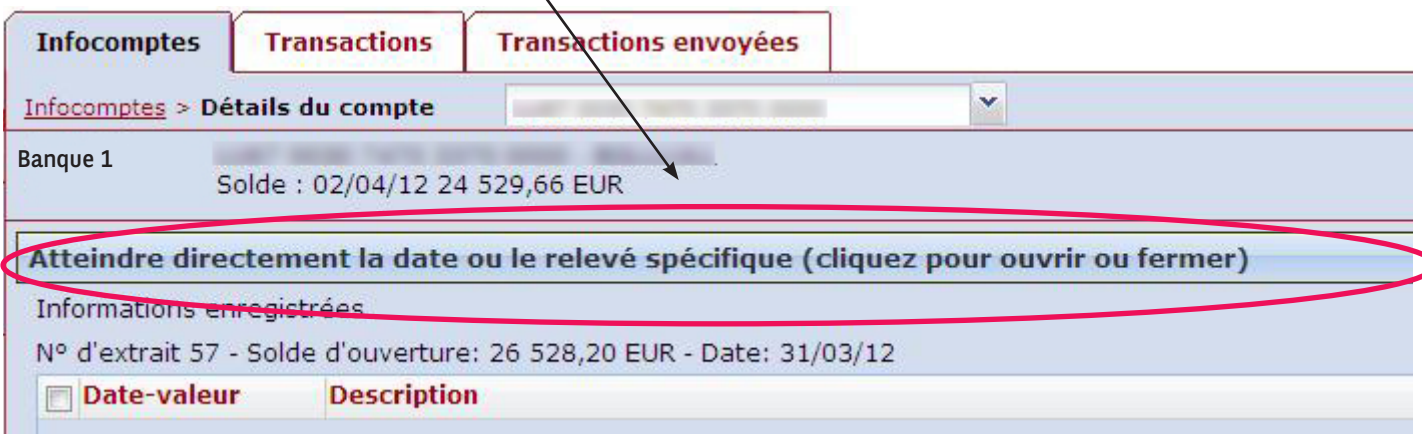 Infocomptes Transactions Transactions envoyées
Infocomptes > Détails du compte
Banque 1
Solde : 02/04/12 24 529,66 EUR
Atteindre directement la date ou le relevé spécifique (cliquez pour ouvrir ou fermer)
Informations enregistrées
N° d'extrait 57 - Solde d'ouverture: 26 528,20 EUR - Date: 31/03/12
Date-valeur Description